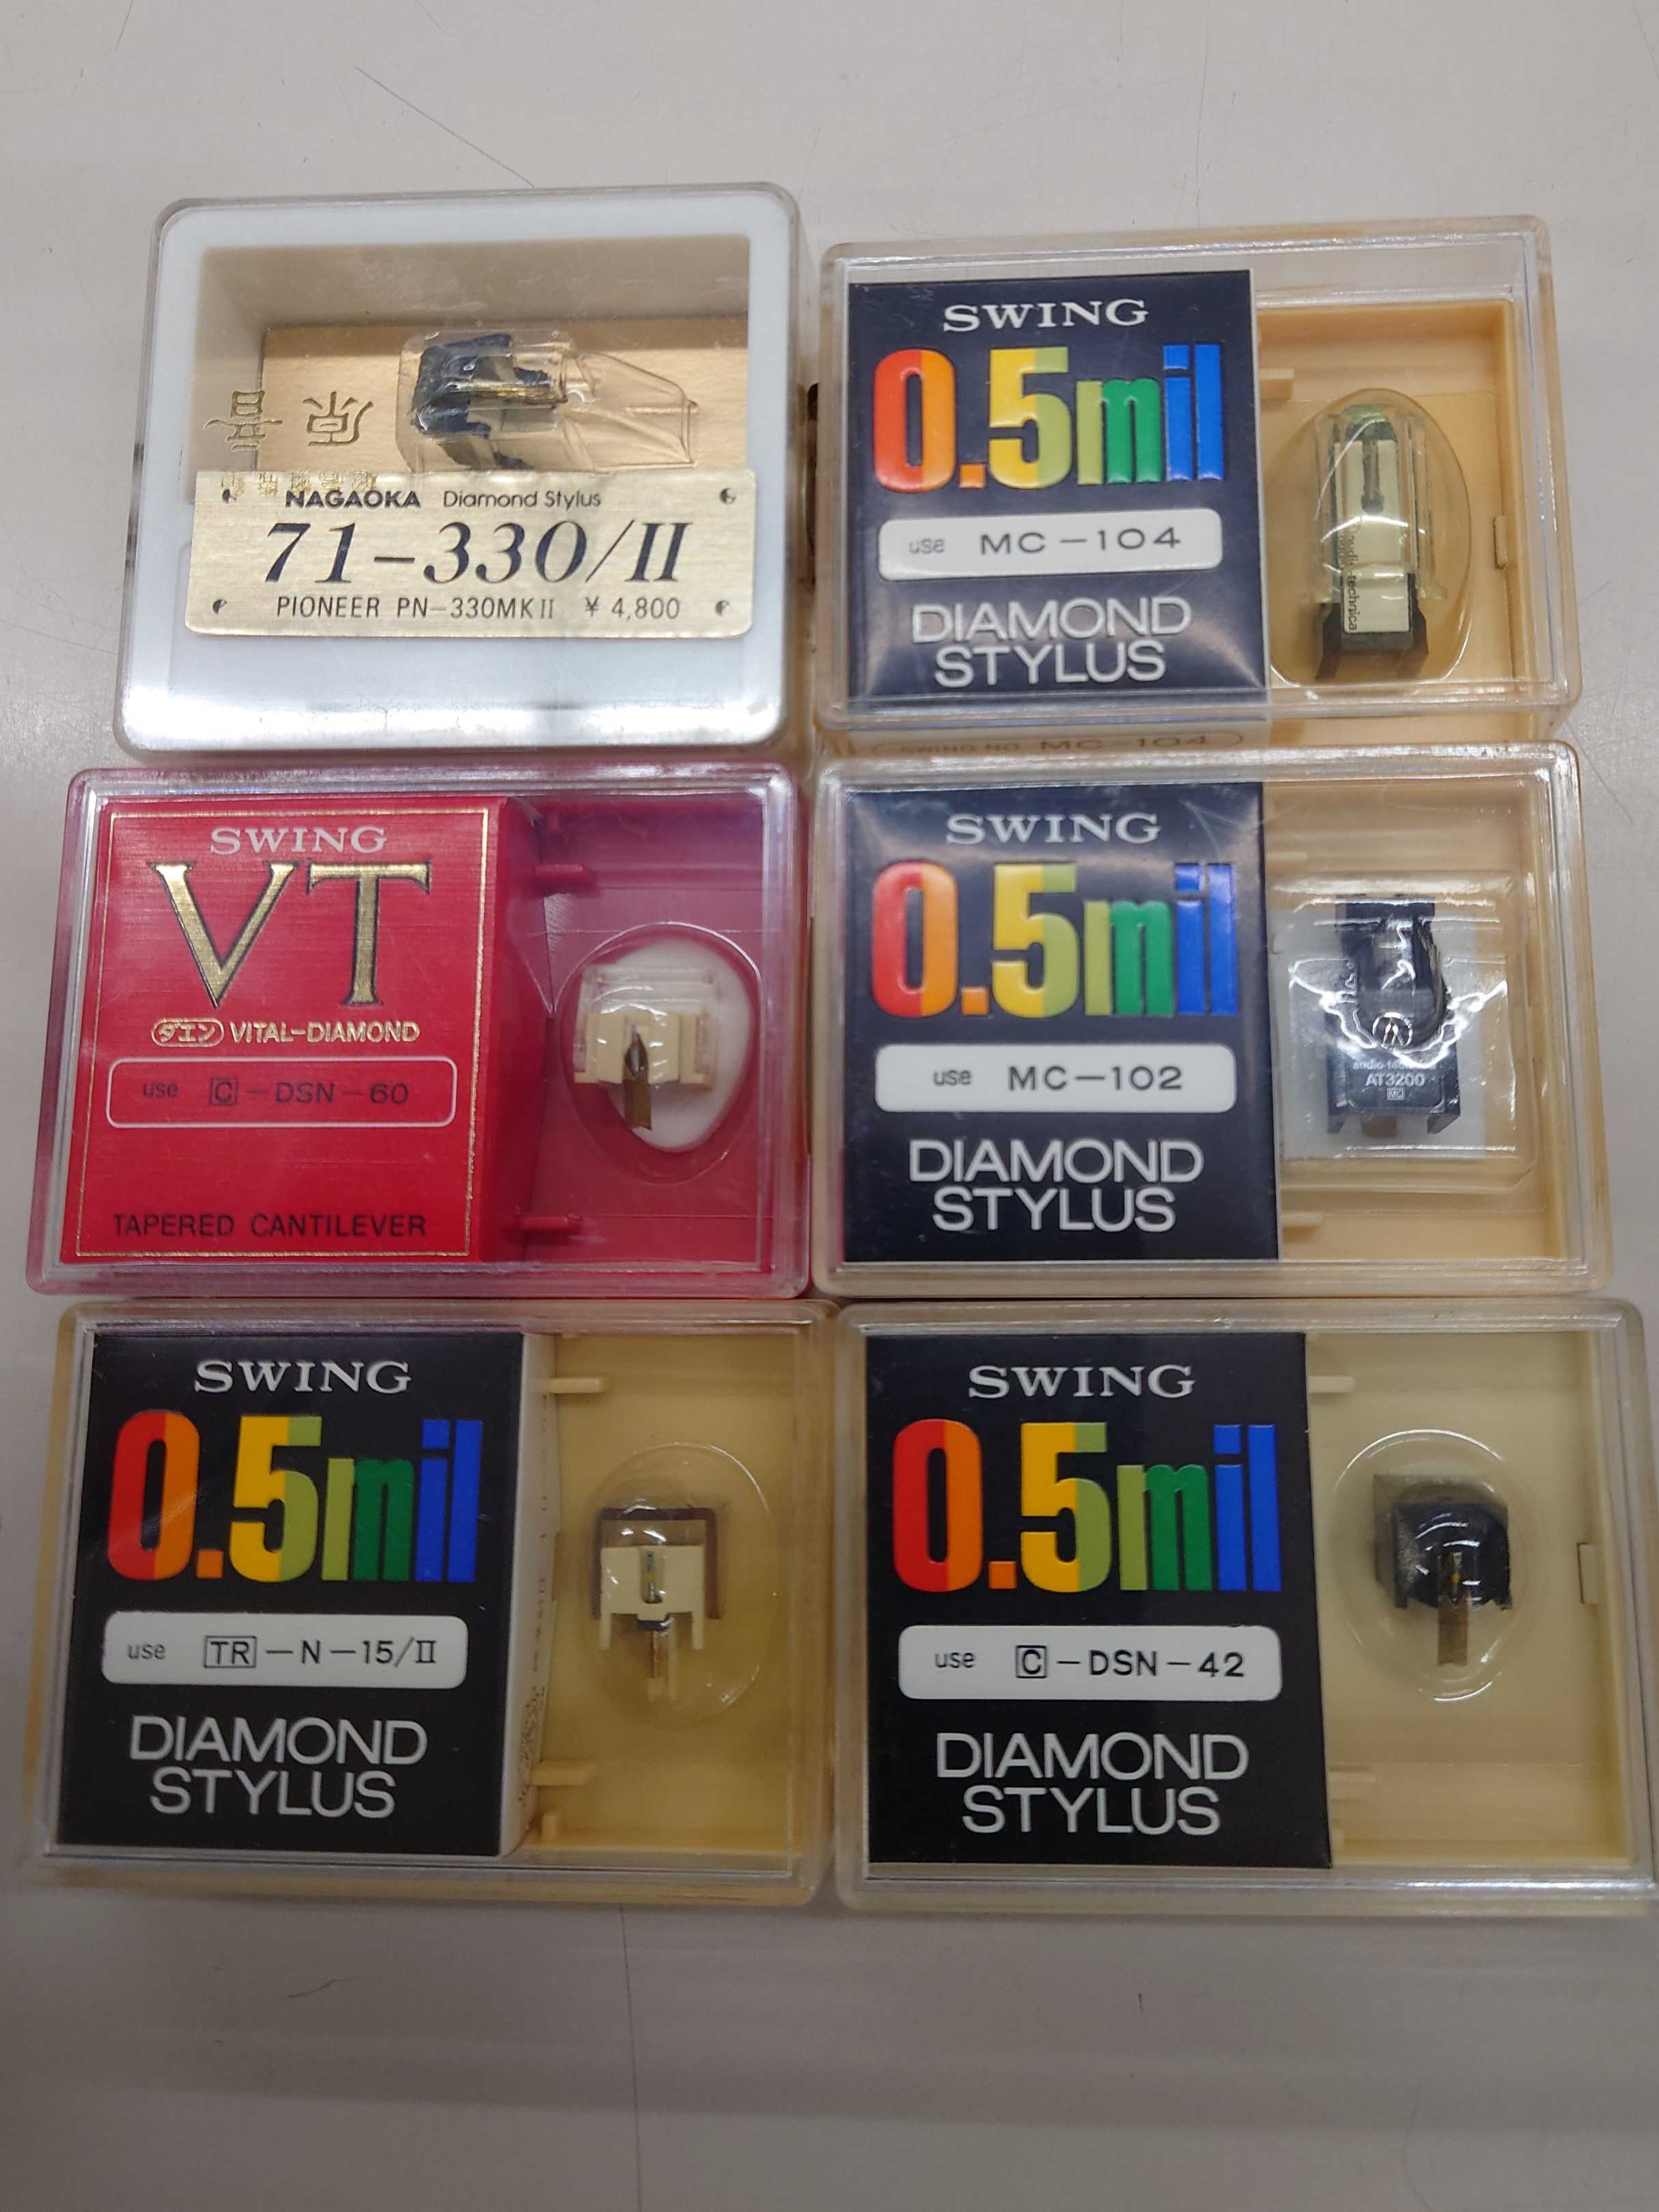 NAGAOKA Diamond Stylus
71-330/II
PIONEER PN-330MKII ¥4,800
SWING
0.5mil
use MC-104
DIAMOND
STYLUS
audio-technica
SWING NO. MC-104
SWING
VT
ダエン VITAL-DIAMOND
use C-DSN-60
TAPERED CANTILEVER
SWING
0.5mil
use MC-102
DIAMOND
STYLUS
audio-technica
AT3200
MC
SWING
0.5mil
use TR-N-15/II
DIAMOND
STYLUS
SWING
0.5mil
use C-DSN-42
DIAMOND
STYLUS